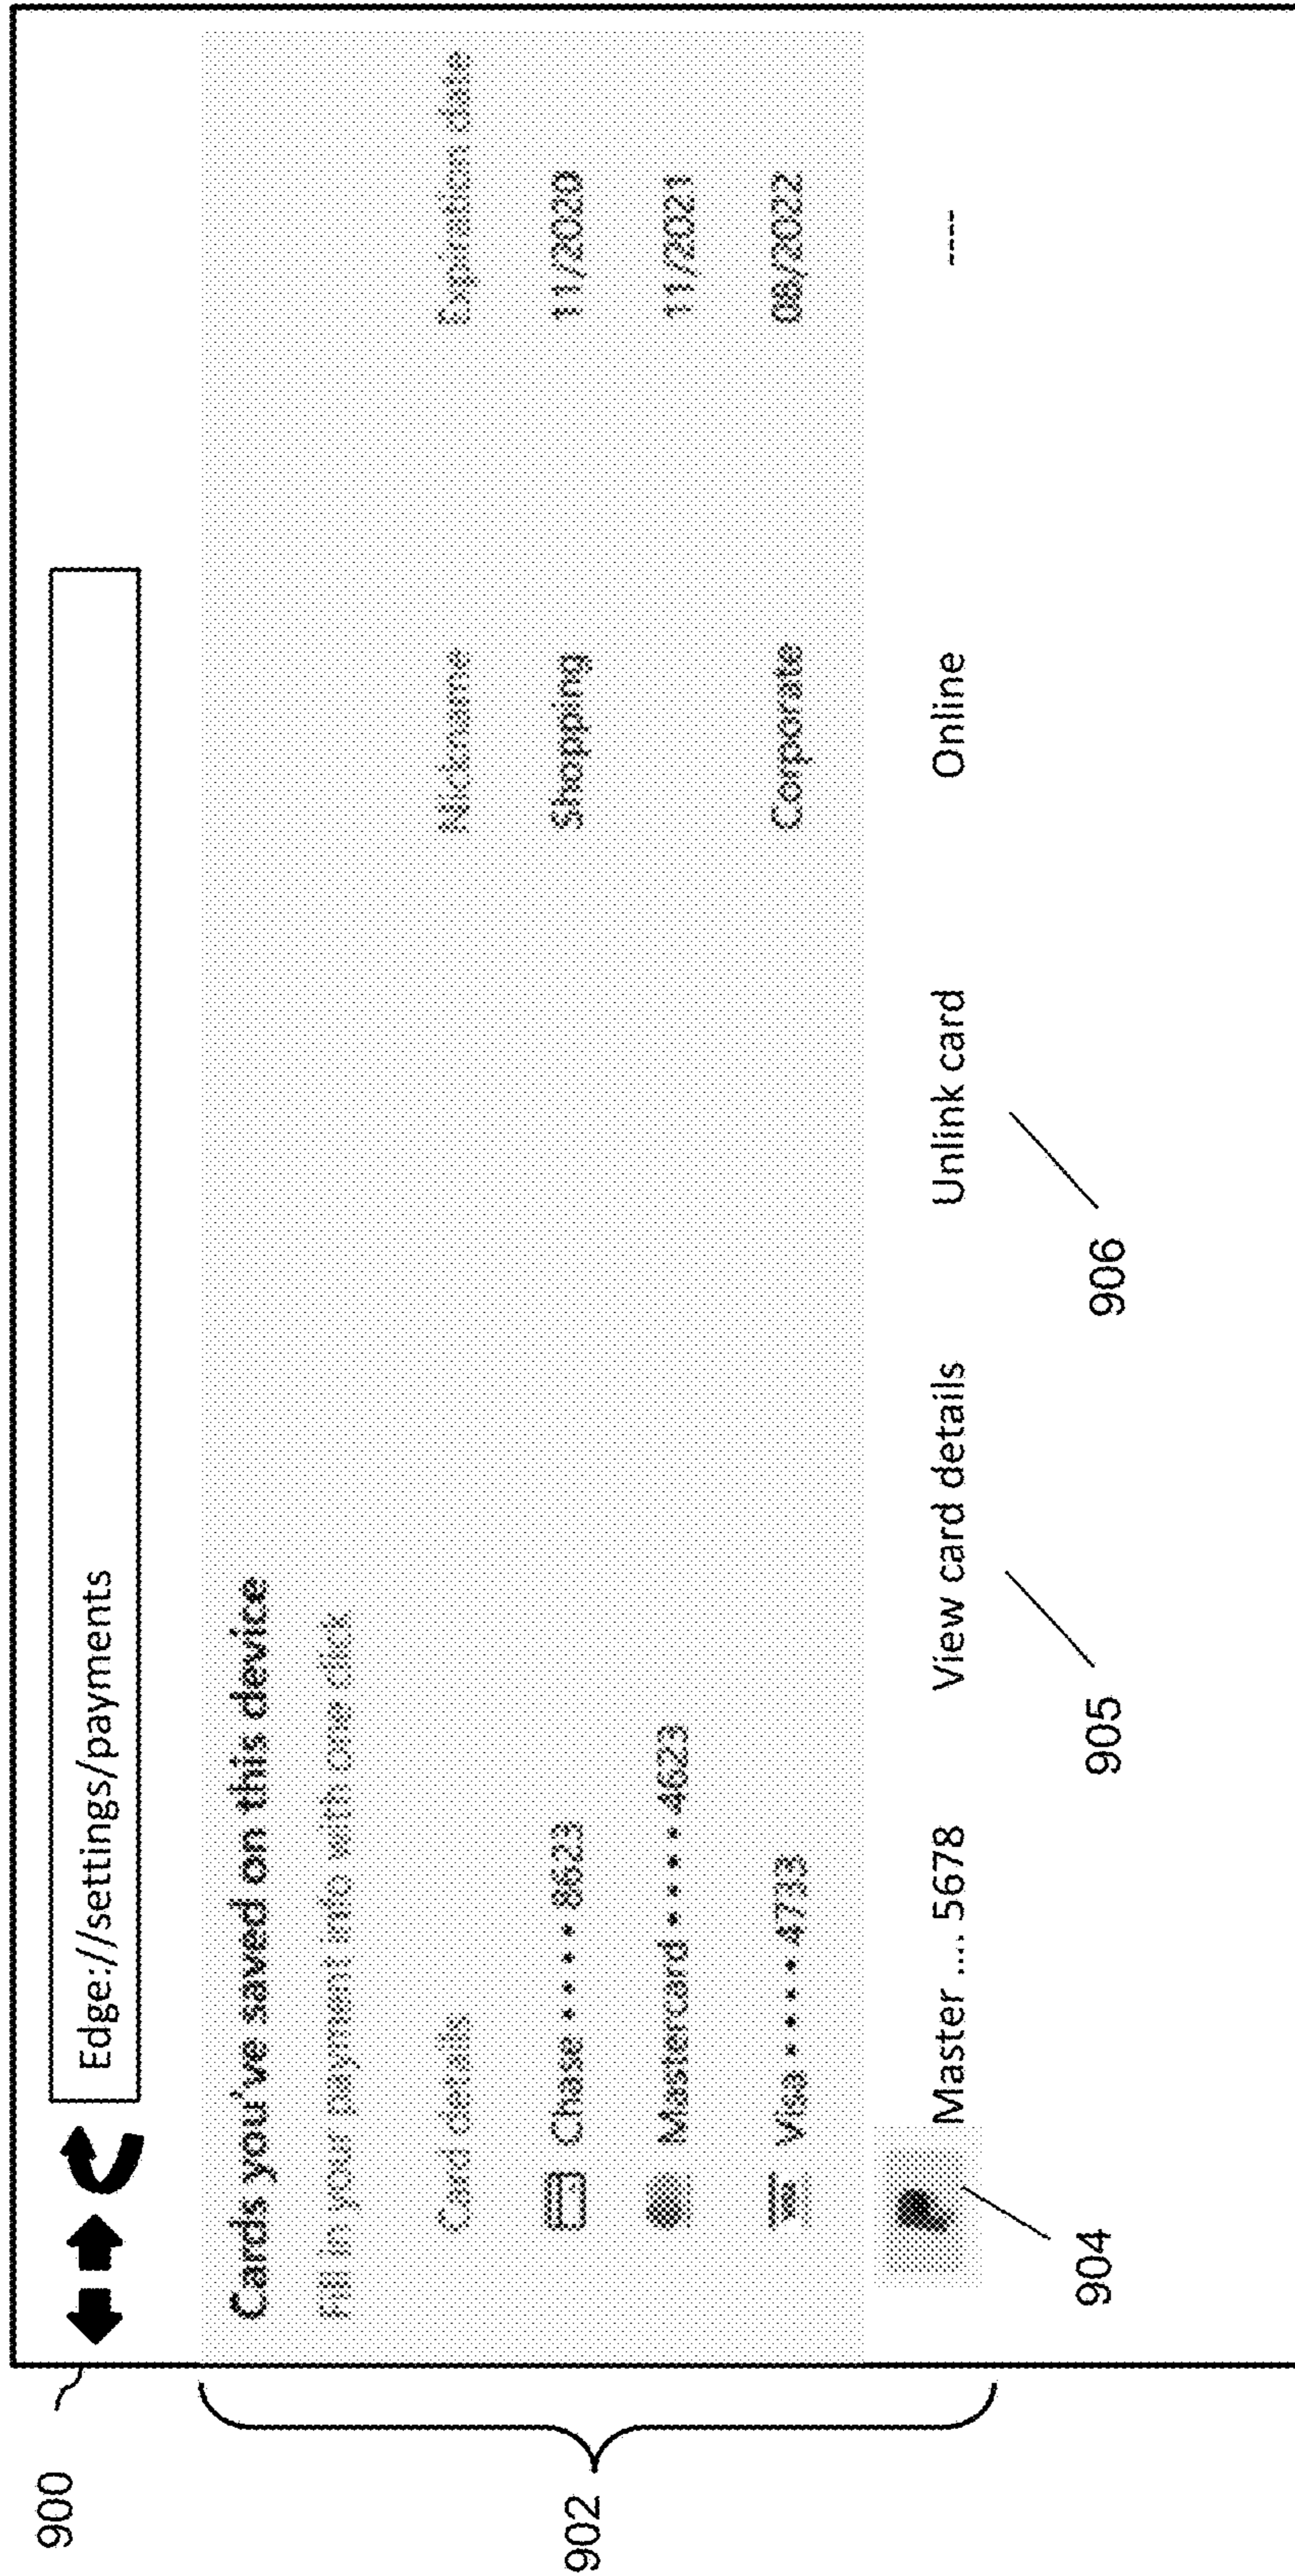 900
Edge://settings/payments
902
Cards you've saved on this device
Fill in your payment info with one click
Card details Nickname Expiration date
Chase • • • • 8623 Shopping 11/2020
Mastercard • • • • 4623 11/2021
Visa • • • • 4733 Corporate 08/2022
Master .... 5678 View card details Unlink card Online ----
904 905 906